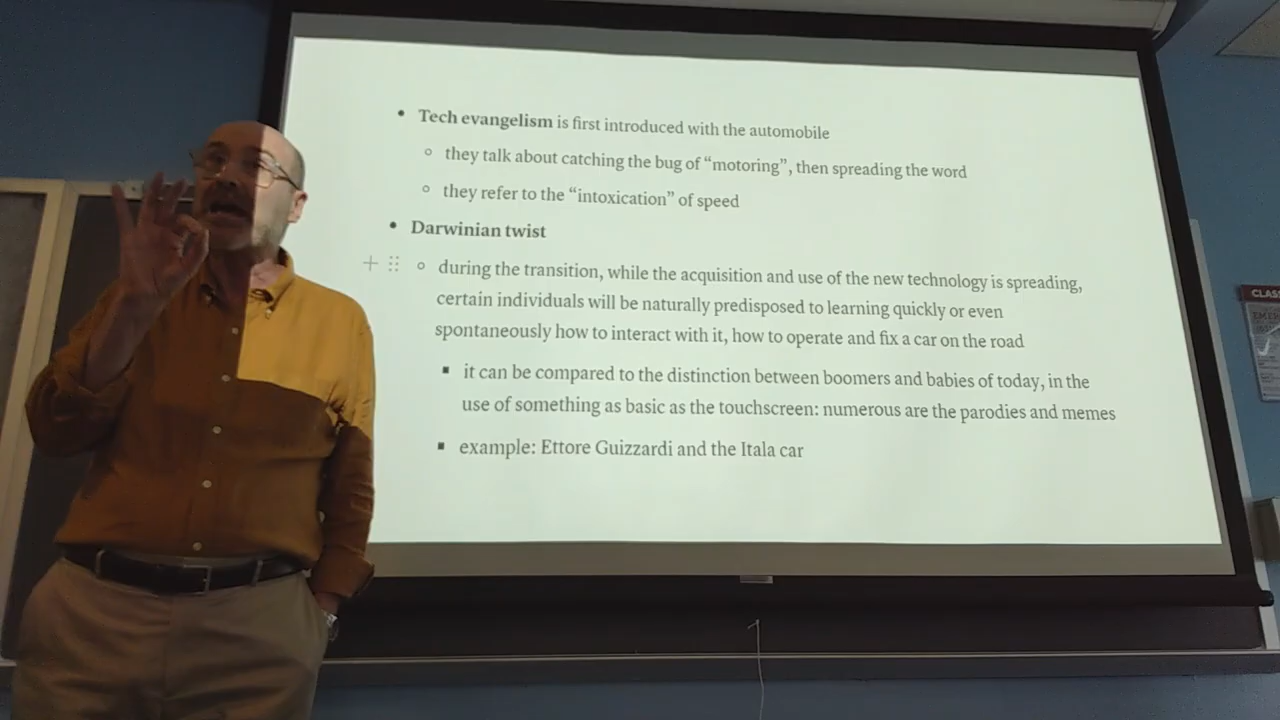 • Tech evangelism is first introduced with the automobile
◦ they talk about catching the bug of “motoring”, then spreading the word
◦ they refer to the “intoxication” of speed
• Darwinian twist
◦ during the transition, while the acquisition and use of the new technology is spreading,
certain individuals will be naturally predisposed to learning quickly or even
spontaneously how to interact with it, how to operate and fix a car on the road
▪ it can be compared to the distinction between boomers and babies of today, in the
use of something as basic as the touchscreen: numerous are the parodies and memes
▪ example: Ettore Guizzardi and the Itala car